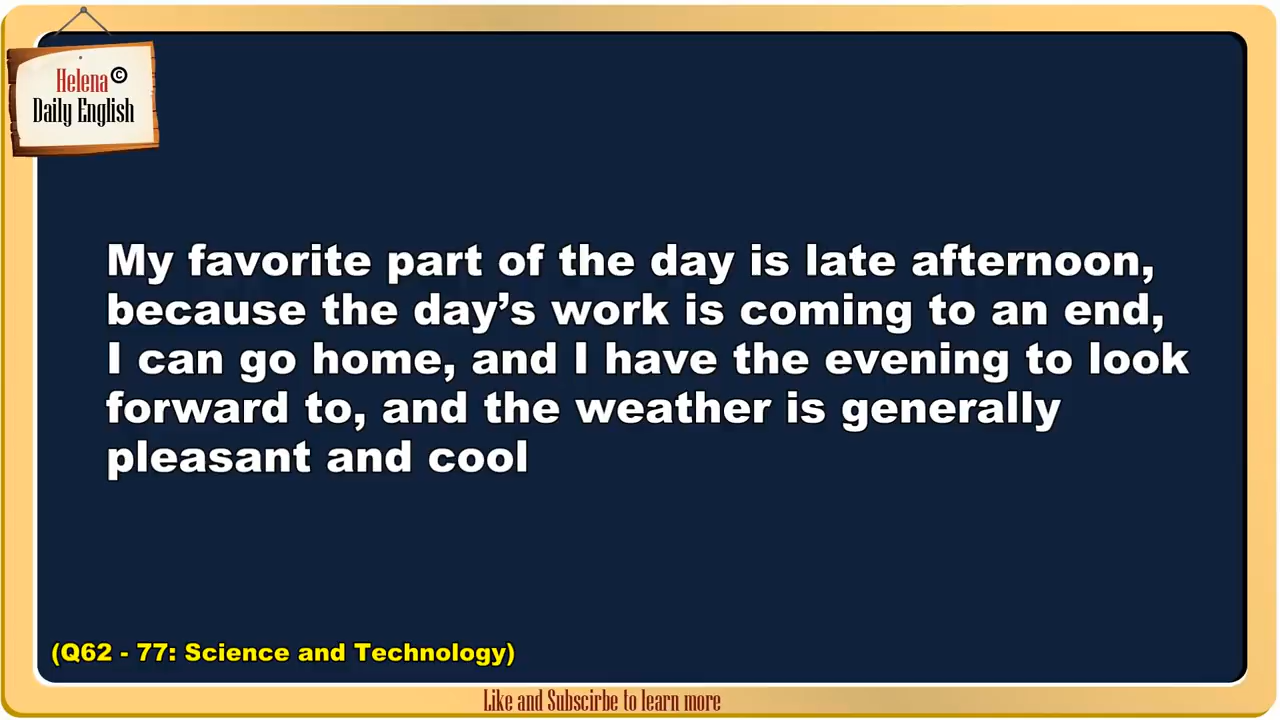 Helena©
Daily English
My favorite part of the day is late afternoon,
because the day’s work is coming to an end,
I can go home, and I have the evening to look
forward to, and the weather is generally
pleasant and cool
(Q62 - 77: Science and Technology)
Like and Subscirbe to learn more